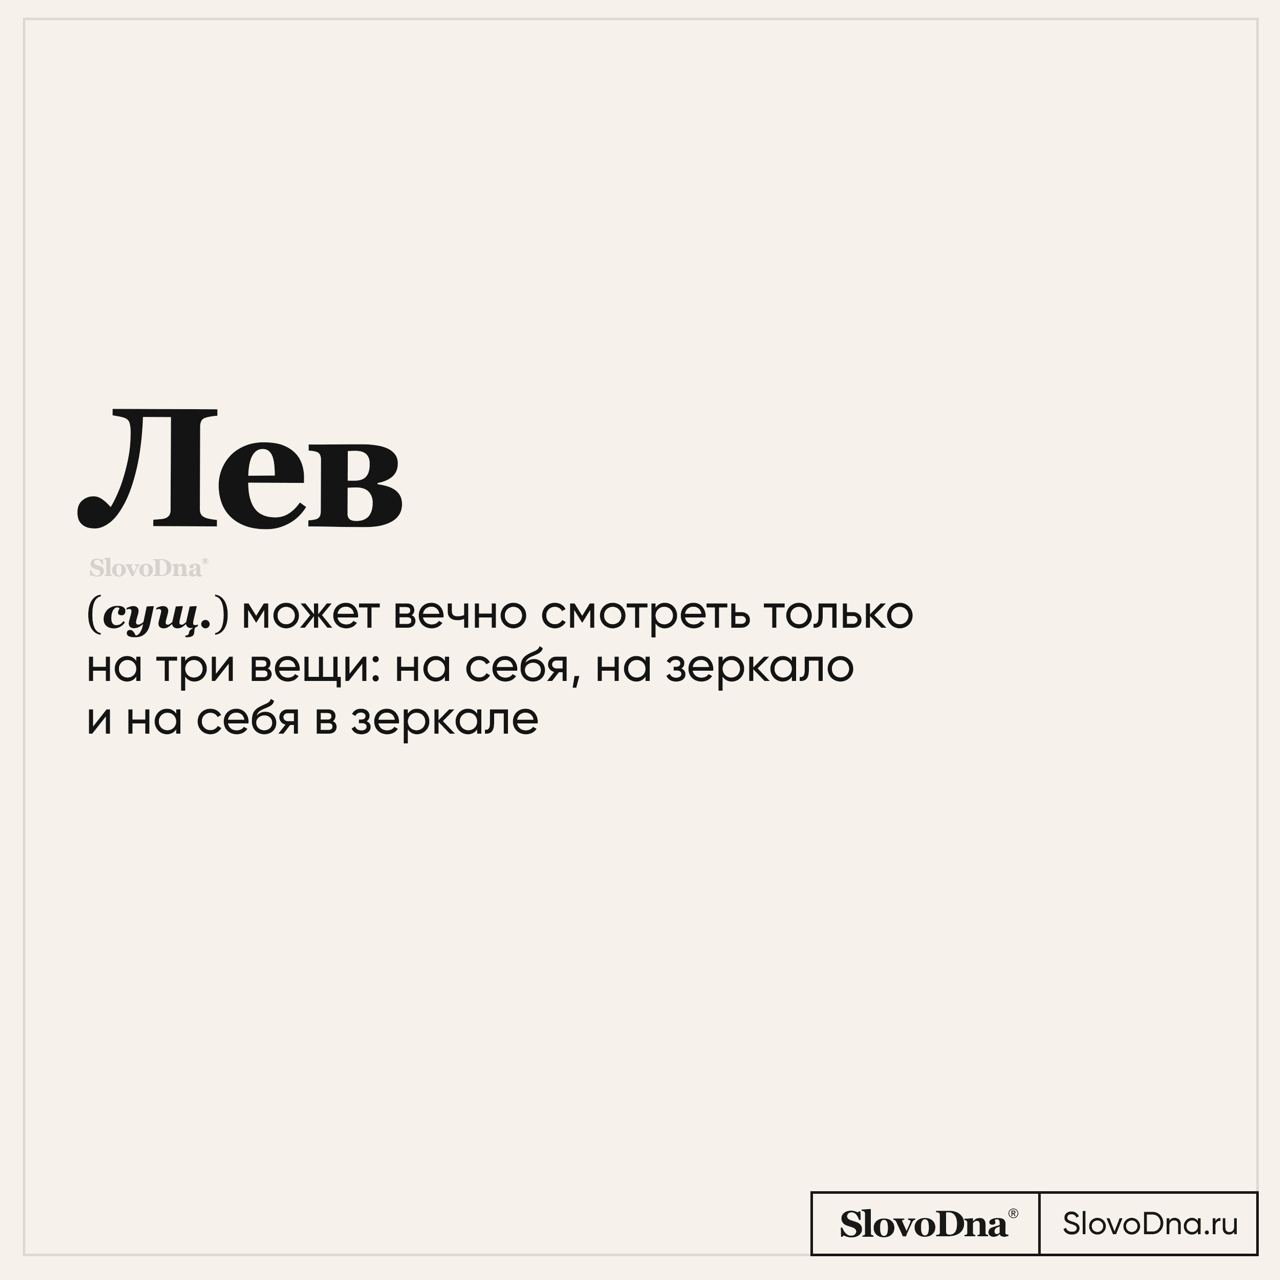 Лев
SlovoDna®
(сущ.) может вечно смотреть только
на три вещи: на себя, на зеркало
и на себя в зеркале
SlovoDna® SlovoDna.ru